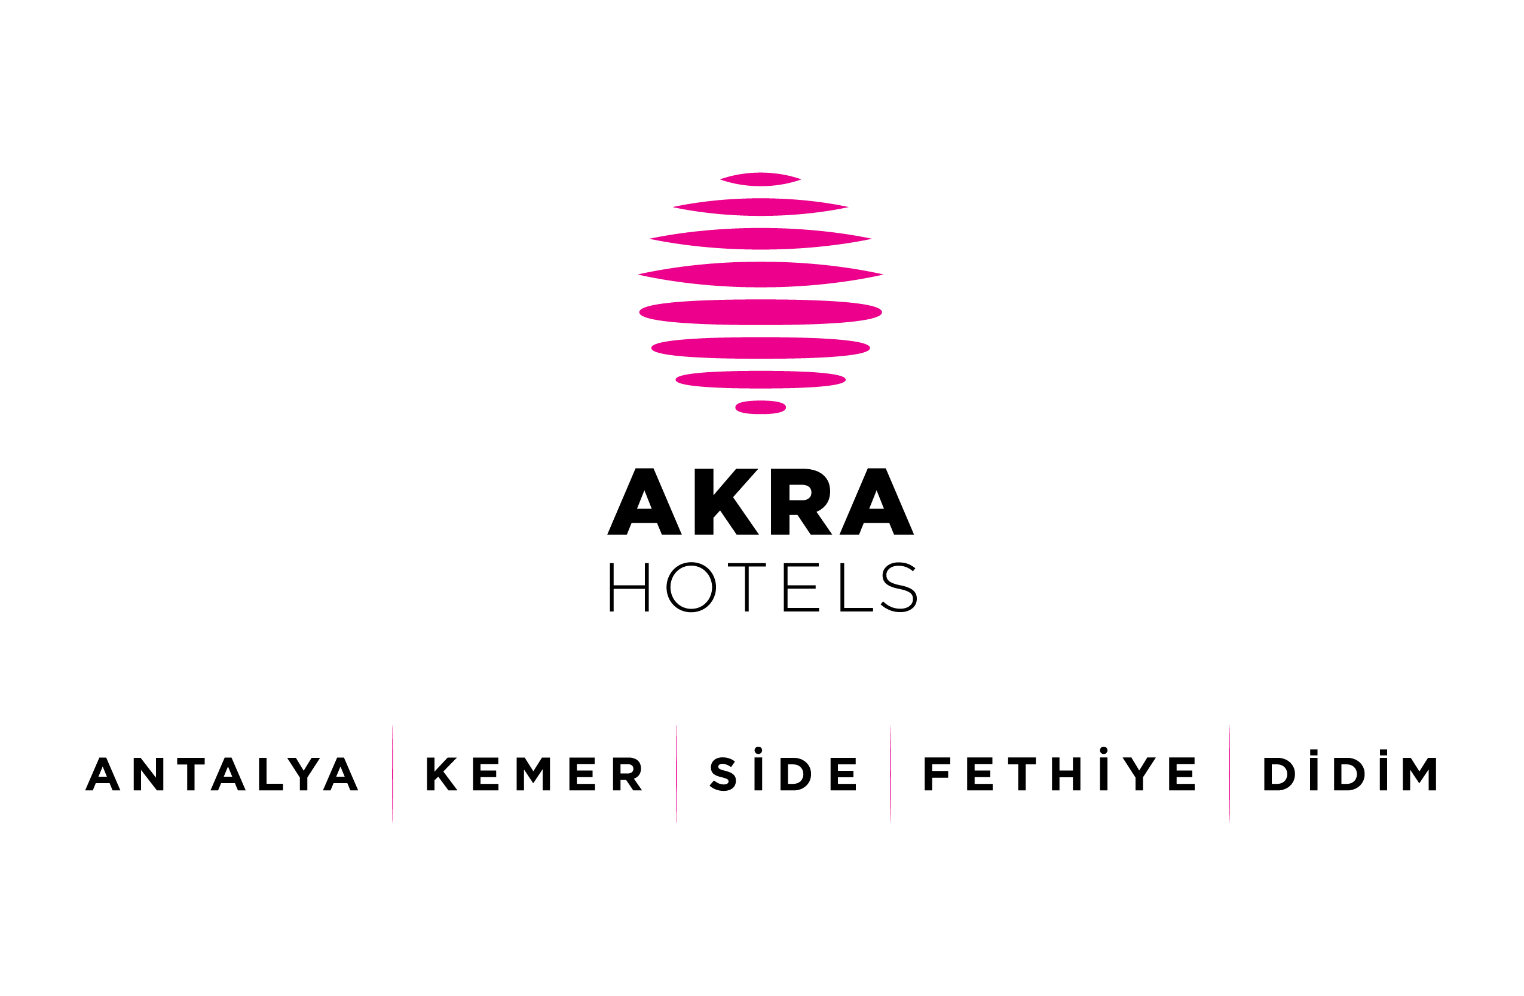 AKRA
HOTELS
ANTALYA | KEMER | SİDE | FETHİYE | DİDİM